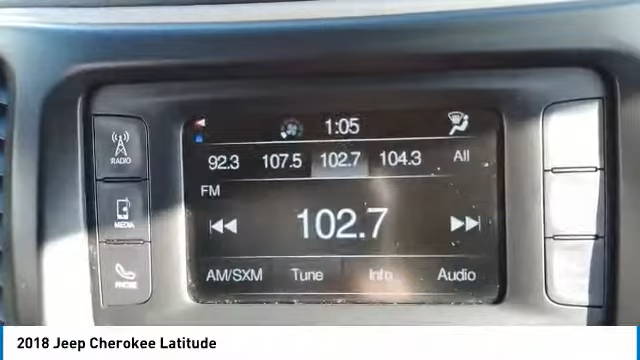 1:05
RADIO
92.3 107.5 102.7 104.3 All
FM
MEDIA
102.7
PHONE
AM/SXM Tune Info Audio
2018 Jeep Cherokee Latitude